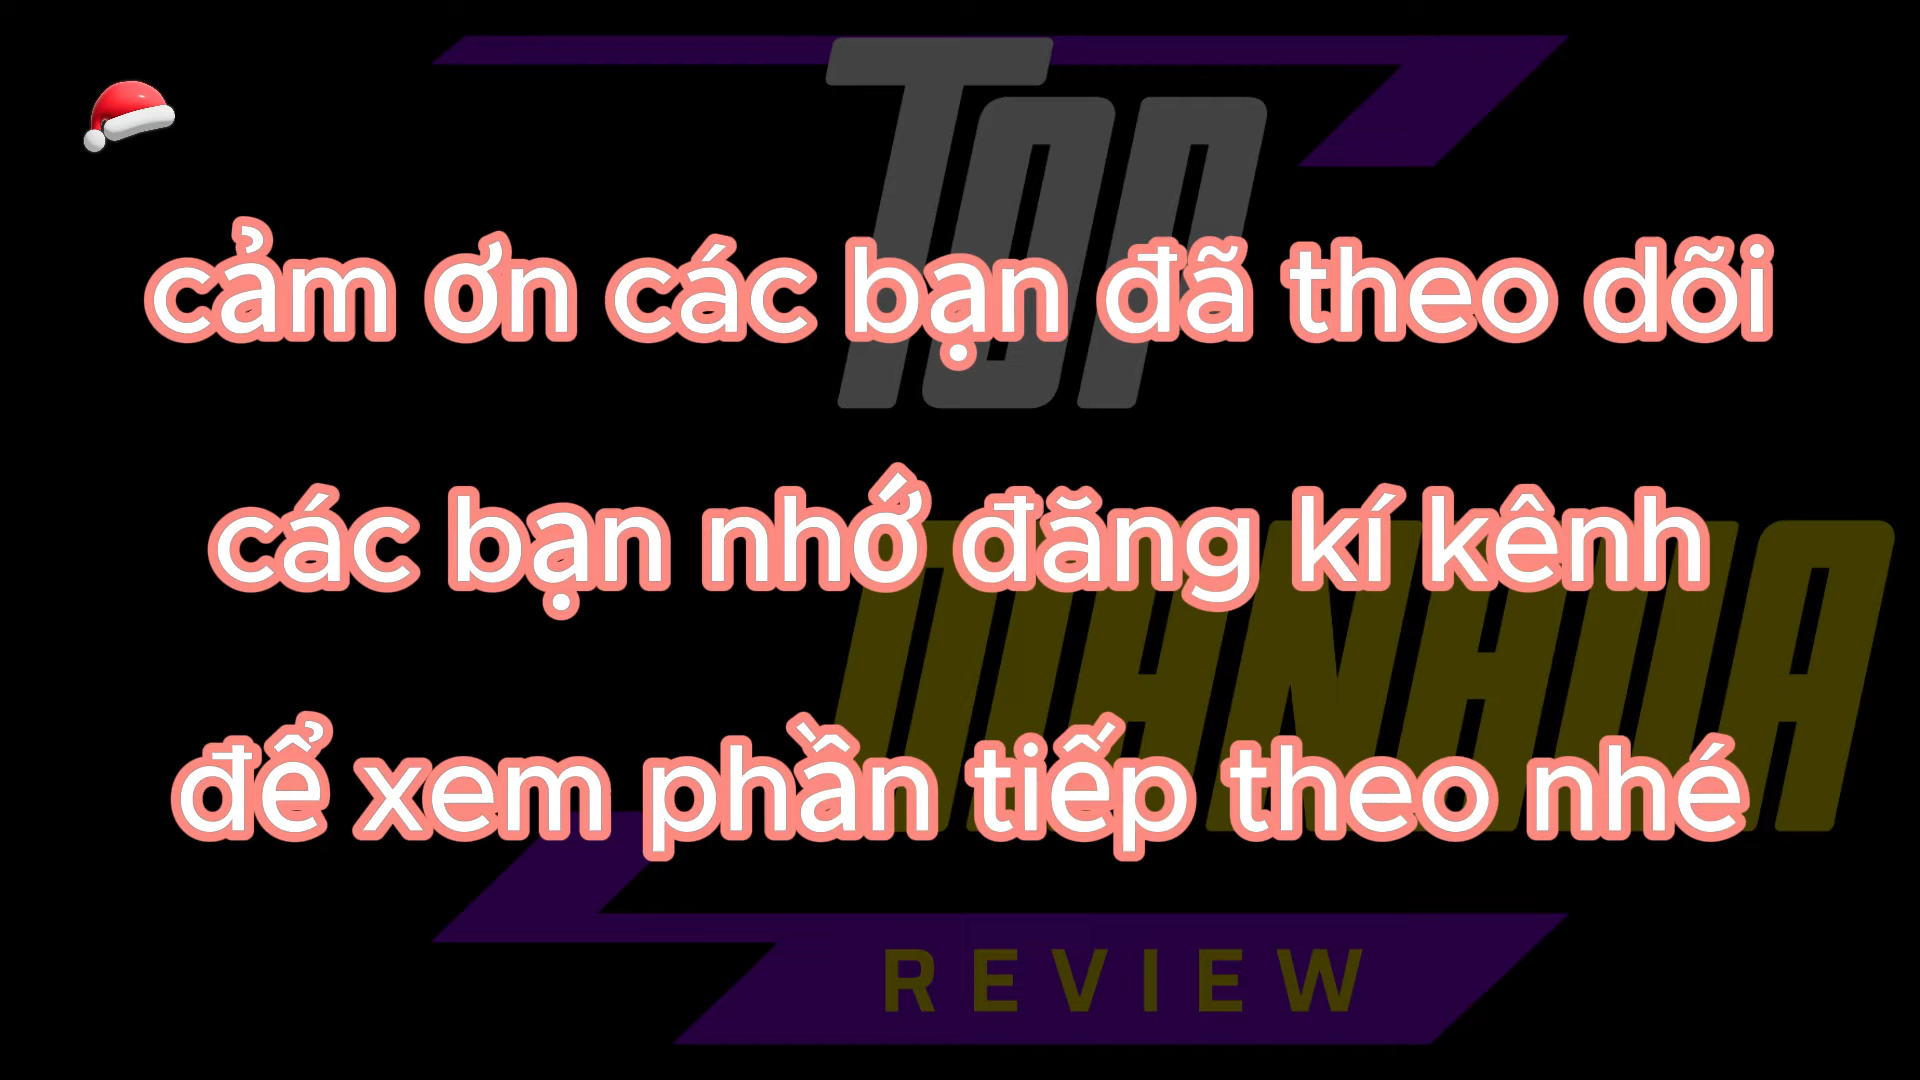 TOP
cảm ơn các bạn đã theo dõi
các bạn nhớ đăng kí kênh
MANHUA
để xem phần tiếp theo nhé
REVIEW